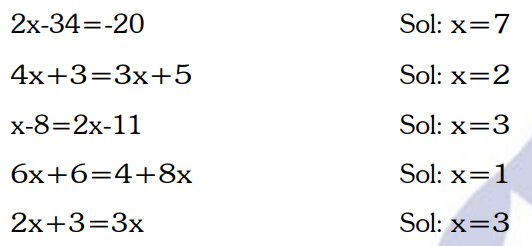 2x-34=-20 Sol: x=7
4x+3=3x+5 Sol: x=2
x-8=2x-11 Sol: x=3
6x+6=4+8x Sol: x=1
2x+3=3x Sol: x=3